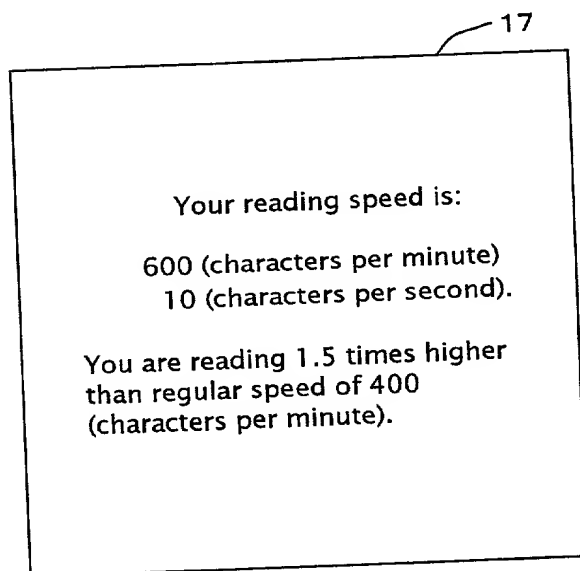 17
Your reading speed is:
600 (characters per minute)
10 (characters per second).
You are reading 1.5 times higher
than regular speed of 400
(characters per minute).